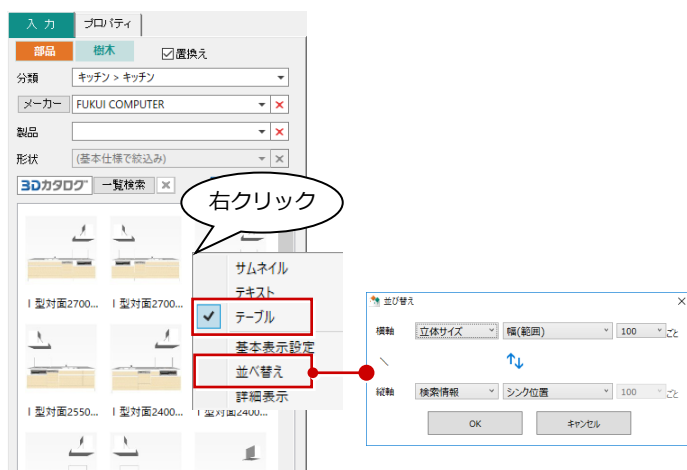 入 力 プロパティ
部品 樹木 置換え
分類 キッチン > キッチン
メーカー FUKUI COMPUTER
製品
形状 (基本仕様で絞込み)
3Dカタログ 一覧検索
右クリック
サムネイル
テキスト
テーブル
基本表示設定
並べ替え
詳細表示
I 型対面2700... I 型対面2700...
I 型対面2550... I 型対面2400... I 型対面2400...
並び替え
横軸 立体サイズ 幅(範囲) 100 ごと
縦軸 検索情報 シンク位置 100 ごと
OK キャンセル